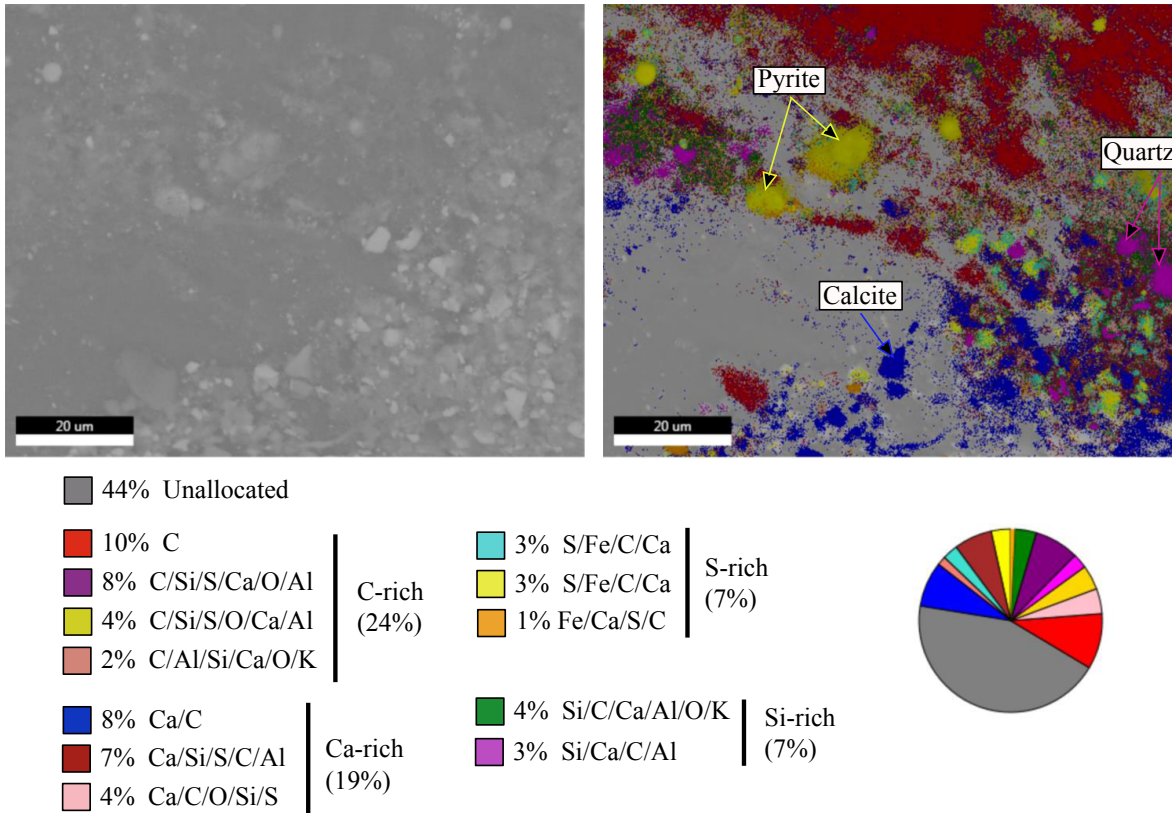 Pyrite
Quartz
Calcite
20 um
20 um
44% Unallocated
10% C
8% C/Si/S/Ca/O/Al
4% C/Si/S/O/Ca/Al
2% C/Al/Si/Ca/O/K
C-rich
(24%)
3% S/Fe/C/Ca
3% S/Fe/C/Ca
1% Fe/Ca/S/C
S-rich
(7%)
8% Ca/C
7% Ca/Si/S/C/Al
4% Ca/C/O/Si/S
Ca-rich
(19%)
4% Si/C/Ca/Al/O/K
3% Si/Ca/C/Al
Si-rich
(7%)